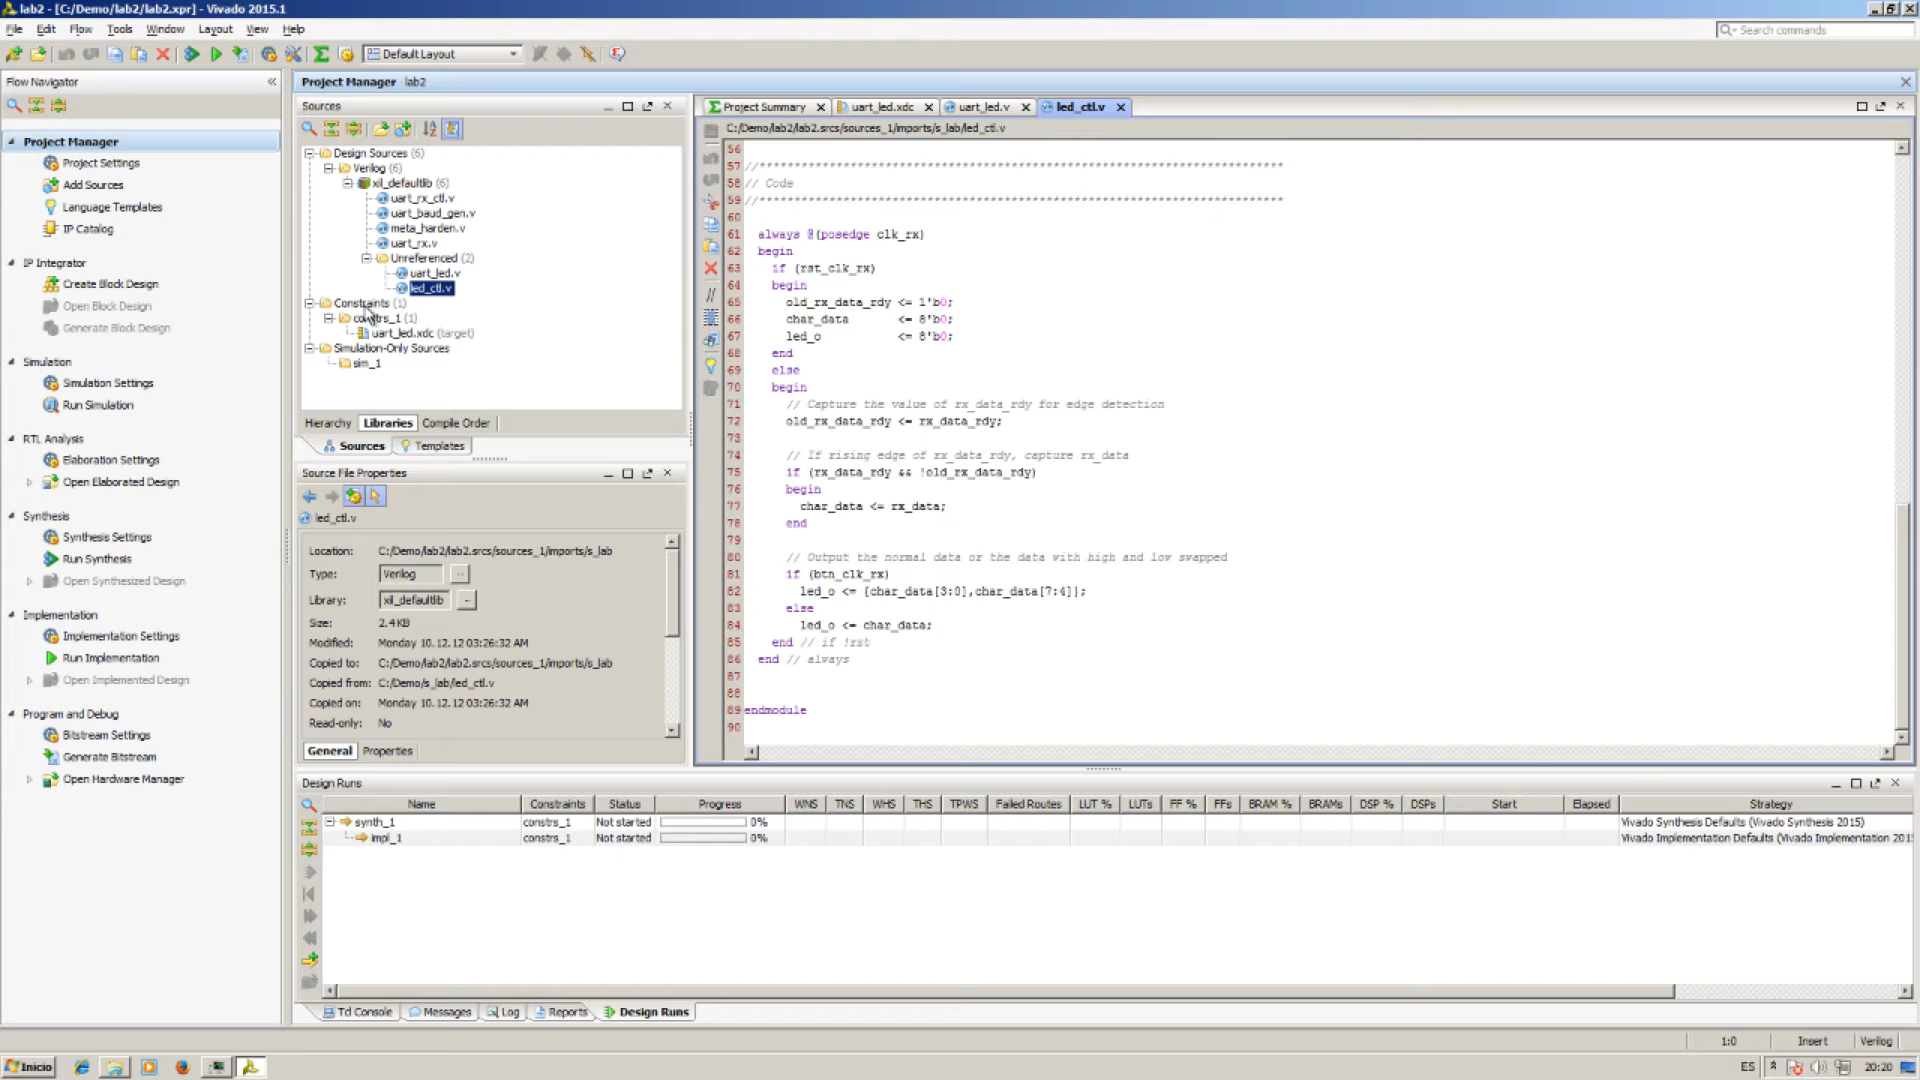 lab2 - [C:/Demo/lab2/lab2.xpr] - Vivado 2015.1
File Edit Flow Tools Window Layout View Help
Search commands
Default Layout
Flow Navigator
Project Manager
Project Settings
Add Sources
Language Templates
IP Catalog
IP Integrator
Create Block Design
Open Block Design
Generate Block Design
Simulation
Simulation Settings
Run Simulation
RTL Analysis
Elaboration Settings
Open Elaborated Design
Synthesis
Synthesis Settings
Run Synthesis
Open Synthesized Design
Implementation
Implementation Settings
Run Implementation
Open Implemented Design
Program and Debug
Bitstream Settings
Generate Bitstream
Open Hardware Manager
Project Manager lab2
Sources
Design Sources (6)
Verilog (6)
xil_defaultlib (6)
uart_rx_ctl.v
uart_baud_gen.v
meta_harden.v
uart_rx.v
Unreferenced (2)
uart_led.v
led_ctl.v
Constraints (1)
constrs_1 (1)
uart_led.xdc (target)
Simulation-Only Sources
sim_1
Hierarchy Libraries Compile Order
Sources Templates
Source File Properties
led_ctl.v
Location: C:/Demo/lab2/lab2.srcs/sources_1/imports/s_lab
Type: Verilog
Library: xil_defaultlib
Size: 2.4 KB
Modified: Monday 10.12.12 03:26:32 AM
Copied to: C:/Demo/lab2/lab2.srcs/sources_1/imports/s_lab
Copied from: C:/Demo/s_lab/led_ctl.v
Copied on: Monday 10.12.12 03:26:32 AM
Read-only: No
General Properties
Project Summary uart_led.xdc uart_led.v led_ctl.v
C:/Demo/lab2/lab2.srcs/sources_1/imports/s_lab/led_ctl.v
56
57 //***************************************************************************
58 // Code
59 //***************************************************************************
60
61 always @(posedge clk_rx)
62 begin
63 if (rst_clk_rx)
64 begin
65 old_rx_data_rdy <= 1'b0;
66 char_data <= 8'b0;
67 led_o <= 8'b0;
68 end
69 else
70 begin
71 // Capture the value of rx_data_rdy for edge detection
72 old_rx_data_rdy <= rx_data_rdy;
73
74 // If rising edge of rx_data_rdy, capture rx_data
75 if (rx_data_rdy && !old_rx_data_rdy)
76 begin
77 char_data <= rx_data;
78 end
79
80 // Output the normal data or the data with high and low swapped
81 if (btn_clk_rx)
82 led_o <= {char_data[3:0],char_data[7:4]};
83 else
84 led_o <= char_data;
85 end // if !rst
86 end // always
87
88
89 endmodule
90
Design Runs
Name Constraints Status Progress WNS TNS WHS THS TPWS Failed Routes LUT % LUTs FF % FFs BRAM % BRAMs DSP % DSPs Start Elapsed Strategy
synth_1 constrs_1 Not started 0% Vivado Synthesis Defaults (Vivado Synthesis 2015)
impl_1 constrs_1 Not started 0% Vivado Implementation Defaults (Vivado Implementation 201
Tcl Console Messages Log Reports Design Runs
1:0 Insert Verilog
Inicio ES 20:20